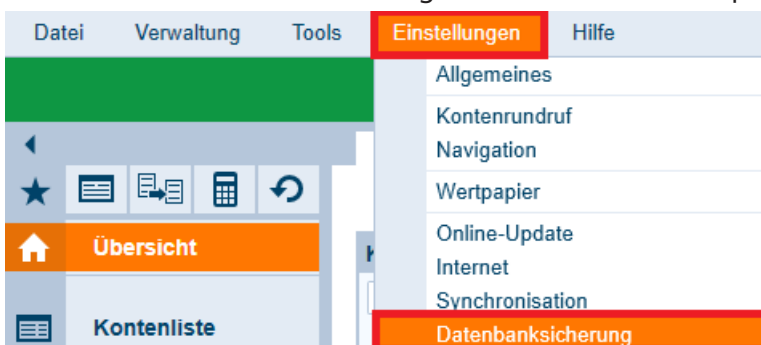 Datei Verwaltung Tools Einstellungen Hilfe
Allgemeines
Kontenrundruf
Navigation
Wertpapier
Online-Update
Internet
Synchronisation
Datenbanksicherung
Übersicht
Kontenliste